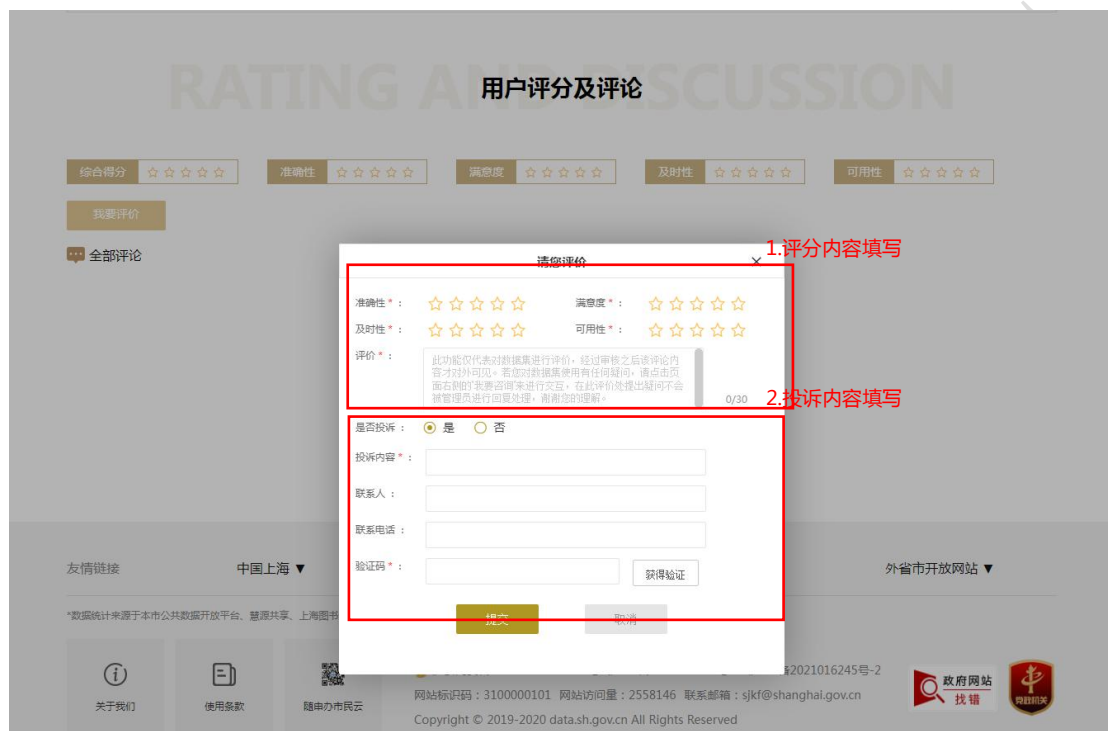 RATING AND DISCUSSION
用户评分及评论
综合得分 准确性 满意度 及时性 可用性
我要评价
全部评论
1.评分内容填写
请您评价
准确性 * ： 满意度 * ：
及时性 * ： 可用性 * ：
评价 * ：
此功能仅代表对数据集进行评价，经过审核之后该评论内
容才对外可见。若您对数据集使用有任何疑问，请点击页
面右侧的'我要咨询'来进行交互，在此评价处提出疑问不会
被管理员进行回复处理，谢谢您的理解。
0/30
2.投诉内容填写
是否投诉 ： 是 否
投诉内容 * ：
联系人 ：
联系电话 ：
验证码 * ： 获得验证
提交 取消
友情链接 中国上海 ▼ 外省市开放网站 ▼
*数据统计来源于本市公共数据开放平台、慧源共享、上海图书
关于我们 使用条款 随申办市民云
2021016245号-2
网站标识码：3100000101 网站访问量：2558146 联系邮箱：sjkf@shanghai.gov.cn
Copyright © 2019-2020 data.sh.gov.cn All Rights Reserved
政府网站
找错
党政机关